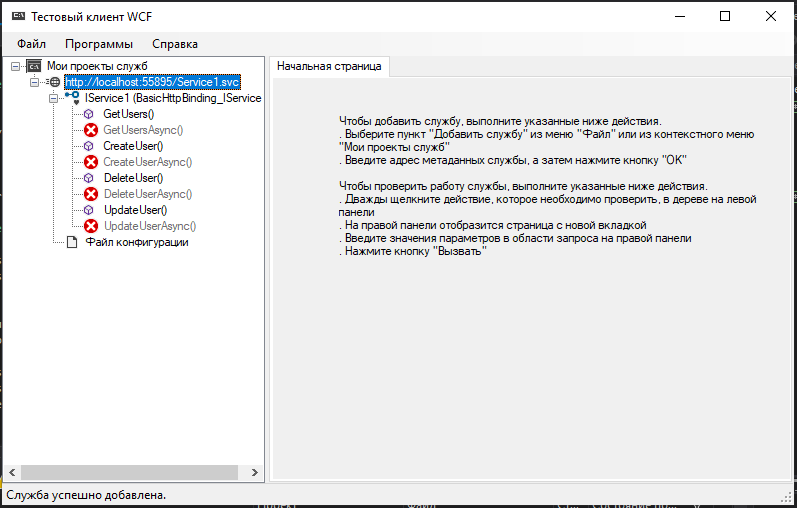 Тестовый клиент WCF
Файл Программы Справка
Мои проекты служб
http://localhost:55895/Service1.svc
IService1 (BasicHttpBinding_IService
GetUsers()
GetUsersAsync()
CreateUser()
CreateUserAsync()
DeleteUser()
DeleteUserAsync()
UpdateUser()
UpdateUserAsync()
Файл конфигурации
Начальная страница
Чтобы добавить службу, выполните указанные ниже действия.
. Выберите пункт "Добавить службу" из меню "Файл" или из контекстного меню
"Мои проекты служб"
. Введите адрес метаданных службы, а затем нажмите кнопку "ОК"
Чтобы проверить работу службы, выполните указанные ниже действия.
. Дважды щелкните действие, которое необходимо проверить, в дереве на левой
панели
. На правой панели отобразится страница с новой вкладкой
. Введите значения параметров в области запроса на правой панели
. Нажмите кнопку "Вызвать"
Служба успешно добавлена.